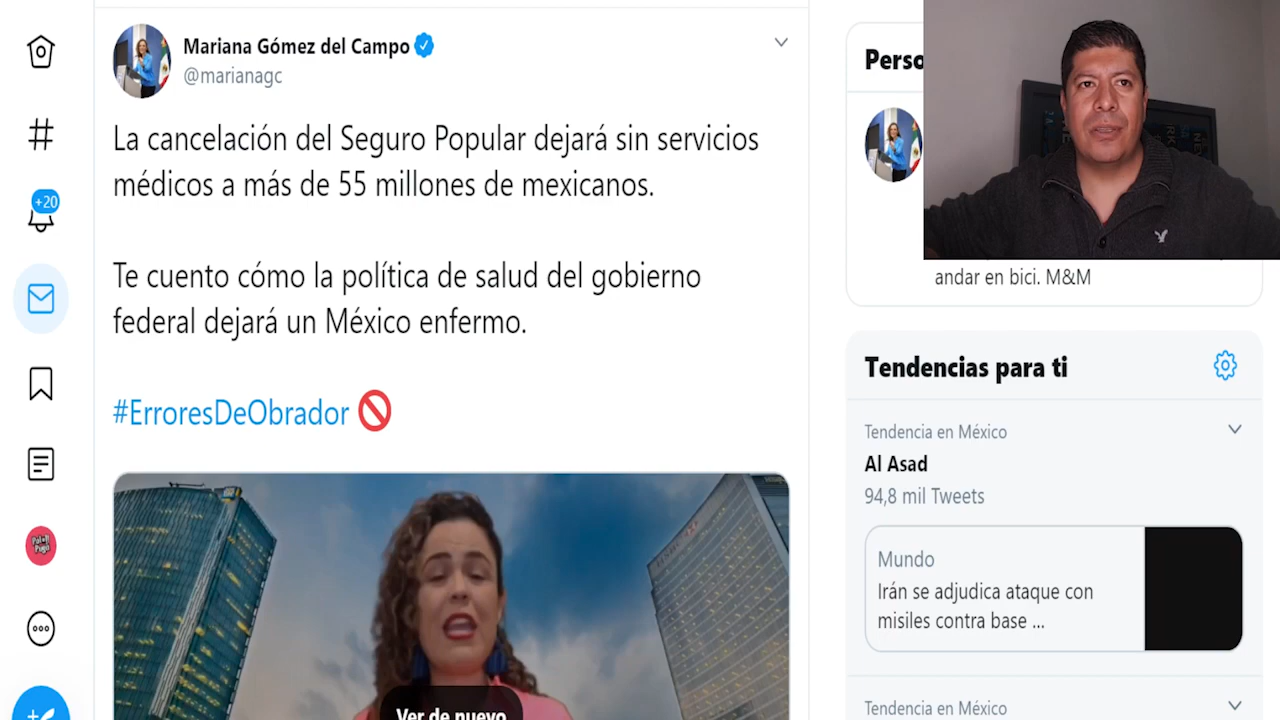 Mariana Gómez del Campo
@marianagc
La cancelación del Seguro Popular dejará sin servicios
médicos a más de 55 millones de mexicanos.
Te cuento cómo la política de salud del gobierno
federal dejará un México enfermo.
#ErroresDeObrador
Ver de nuevo
+20
Perso
andar en bici. M&M
Tendencias para ti
Tendencia en México
Al Asad
94,8 mil Tweets
Mundo
Irán se adjudica ataque con
misiles contra base ...
Tendencia en México